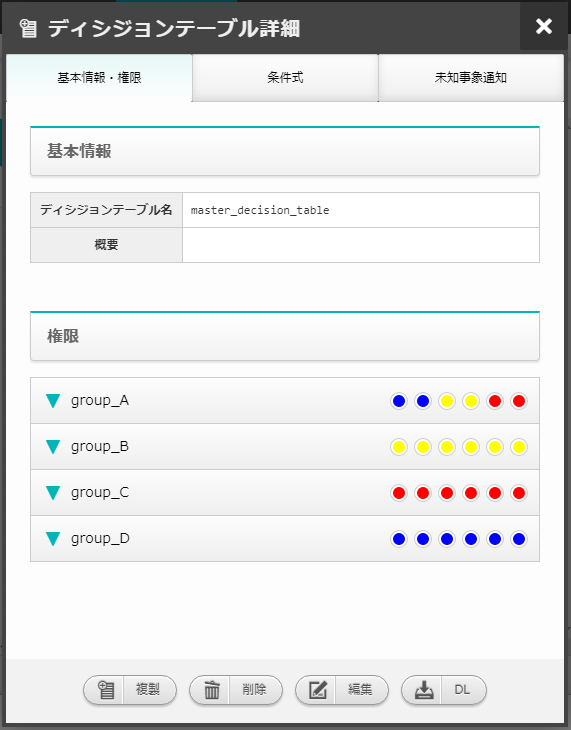 ディシジョンテーブル詳細
基本情報・権限
条件式
未知事象通知
基本情報
ディシジョンテーブル名 master_decision_table
概要
権限
group_A
group_B
group_C
group_D
複製 削除 編集 DL